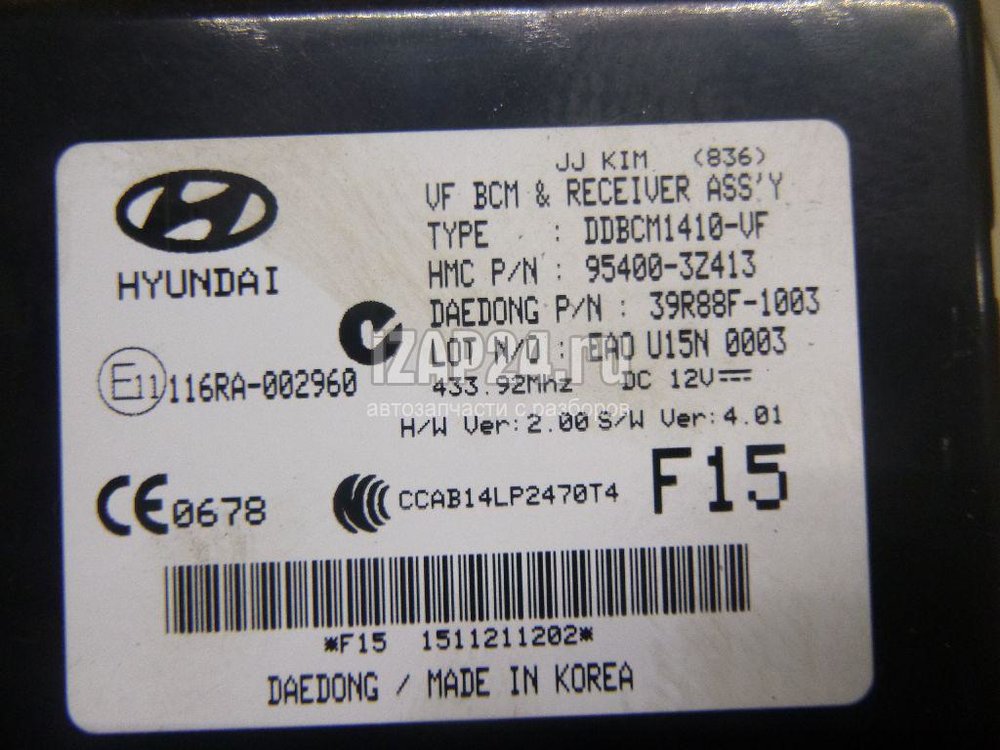 JJ KIM (836)
VF BCM & RECEIVER ASS'Y
TYPE : DDBCM1410-VF
HYUNDAI
HMC P/N : 95400-3Z413
DAEDONG P/N : 39R88F-1003
LOT N/O : EAO U15N 0003
iZAP24.ru
E11 116RA-002960
433.92Mhz DC 12V
автозапчасти с разборов
H/W Ver:2.00 S/W Ver:4.01
F15
CE0678
CCAB14LP2470T4
*F15 1511211202*
DAEDONG / MADE IN KOREA